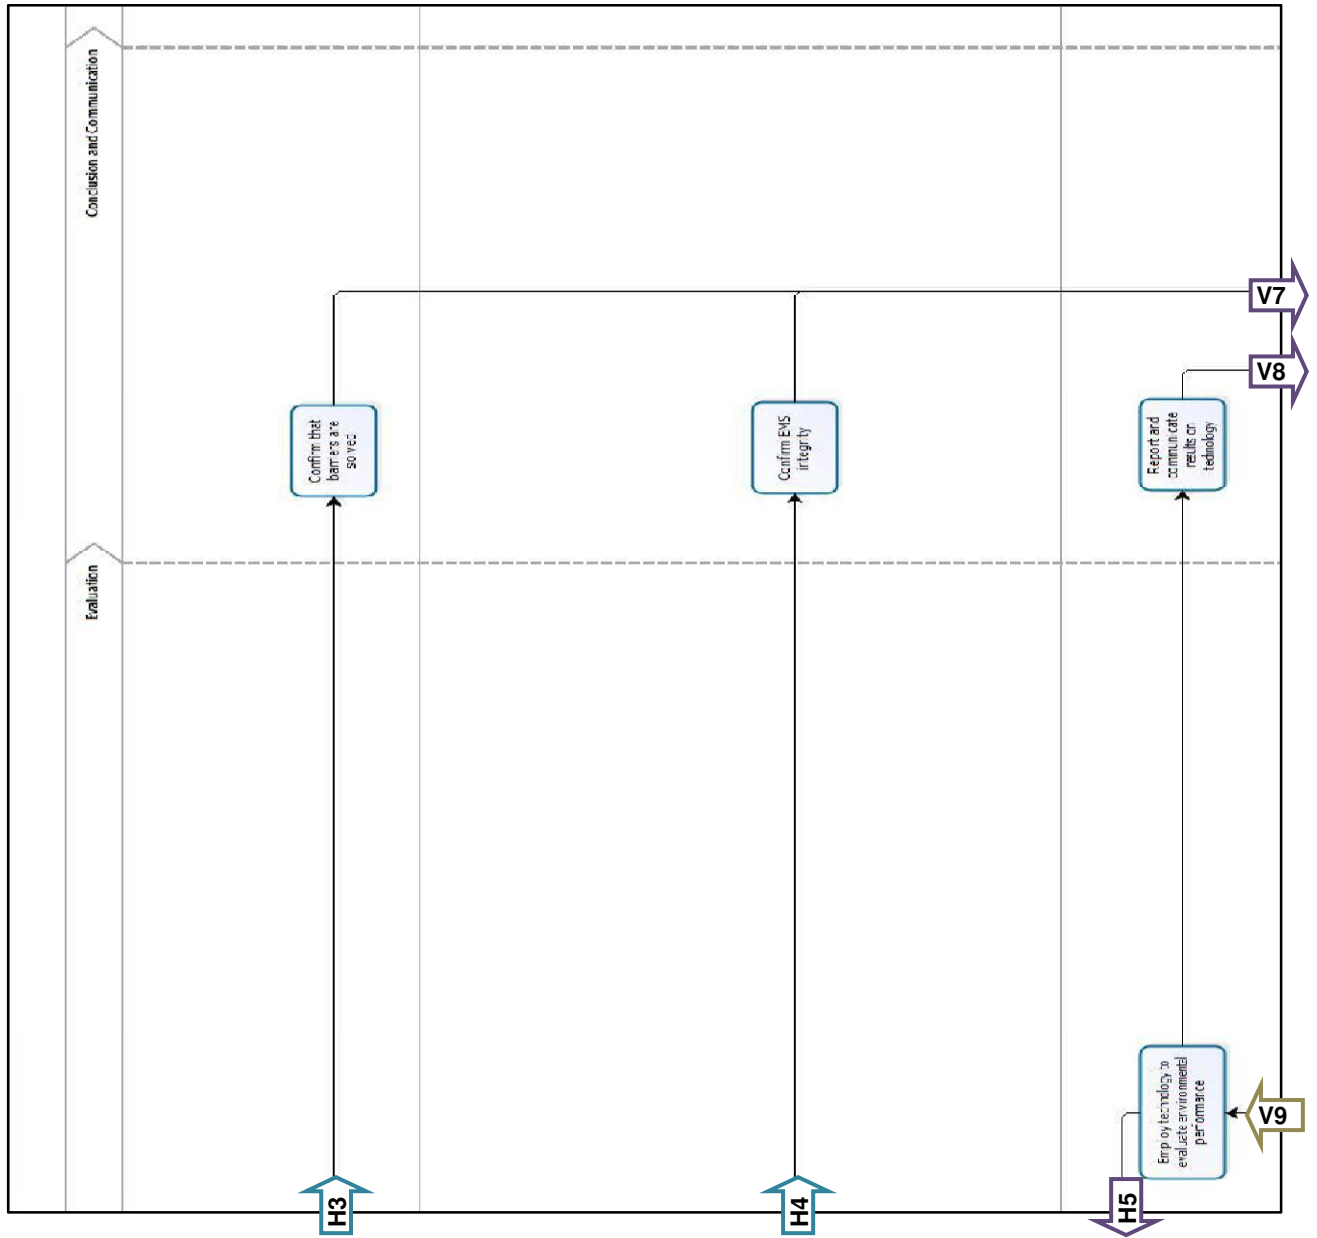 Evaluation
Conclusion and Communication
Confirm that
barriers are
solved
Confirm EMS
integrity
Report and
communicate
results on
technology
Employ technology to
evaluate environmental
performance
V7
V8
V9
H3
H4
H5